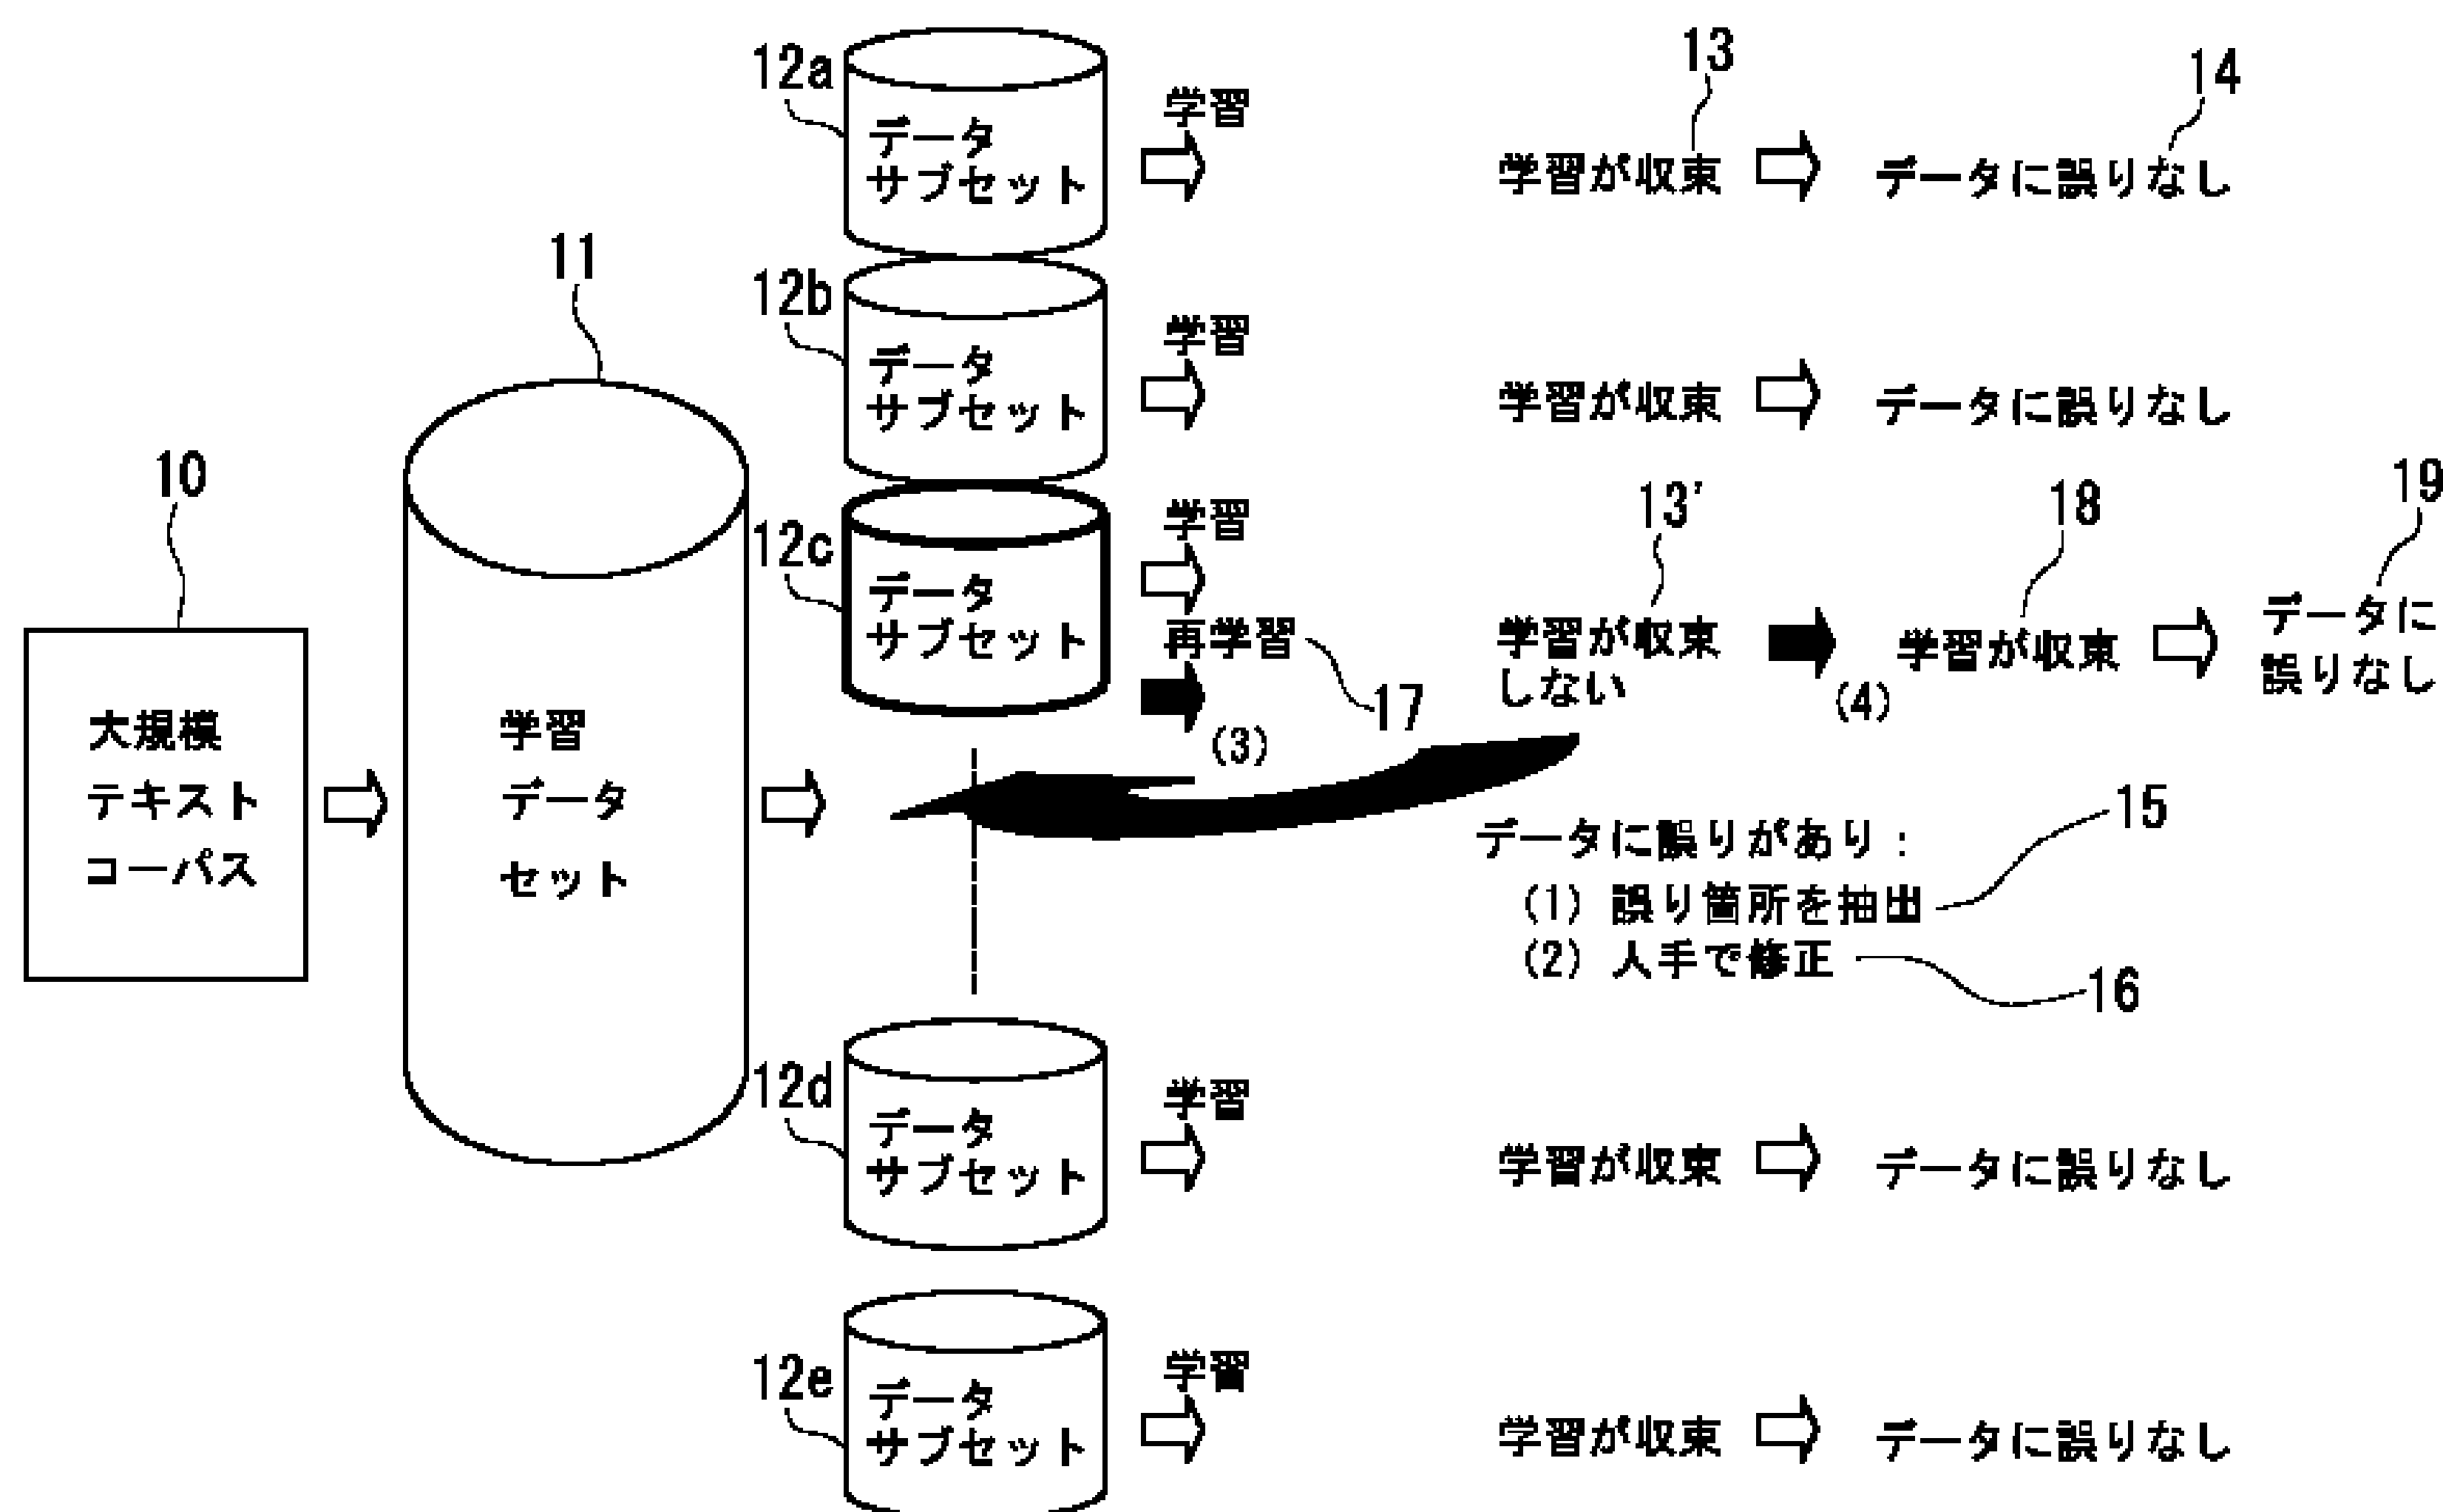 12a
データ
サブセット
学習
13
学習が収束
14
データに誤りなし
11
12b
データ
サブセット
学習
学習が収束
データに誤りなし
10
大規模
テキスト
コーパス
学習
データ
セット
12c
データ
サブセット
学習
再学習
17
(3)
13'
学習が収束
しない
(4)
18
学習が収束
19
データに
誤りなし
データに誤りがあり：
(1) 誤り箇所を抽出
15
(2) 人手で修正
16
12d
データ
サブセット
学習
学習が収束
データに誤りなし
12e
データ
サブセット
学習
学習が収束
データに誤りなし